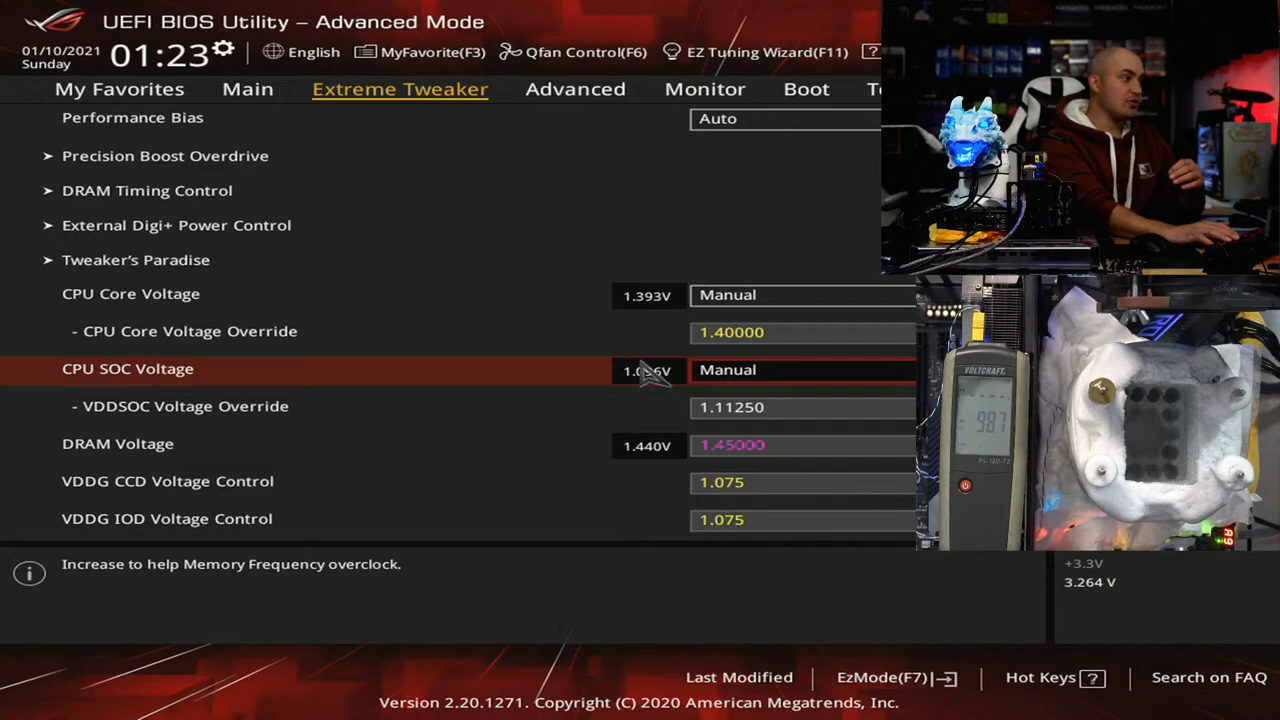 UEFI BIOS Utility – Advanced Mode
01/10/2021
Sunday
01:23
English
MyFavorite(F3)
Qfan Control(F6)
EZ Tuning Wizard(F11)
?
My Favorites
Main
Extreme Tweaker
Advanced
Monitor
Boot
Performance Bias
Auto
Precision Boost Overdrive
DRAM Timing Control
External Digi+ Power Control
Tweaker's Paradise
CPU Core Voltage
1.393V
Manual
- CPU Core Voltage Override
1.40000
CPU SOC Voltage
Manual
- VDDSOC Voltage Override
1.11250
DRAM Voltage
1.440V
1.45000
VDDG CCD Voltage Control
1.075
VDDG IOD Voltage Control
1.075
VOLTCRAFT
987
PL-120-T2
A9
Increase to help Memory Frequency overclock.
+3.3V
3.264 V
Last Modified
EzMode(F7)
Hot Keys ?
Search on FAQ
Version 2.20.1271. Copyright (C) 2020 American Megatrends, Inc.